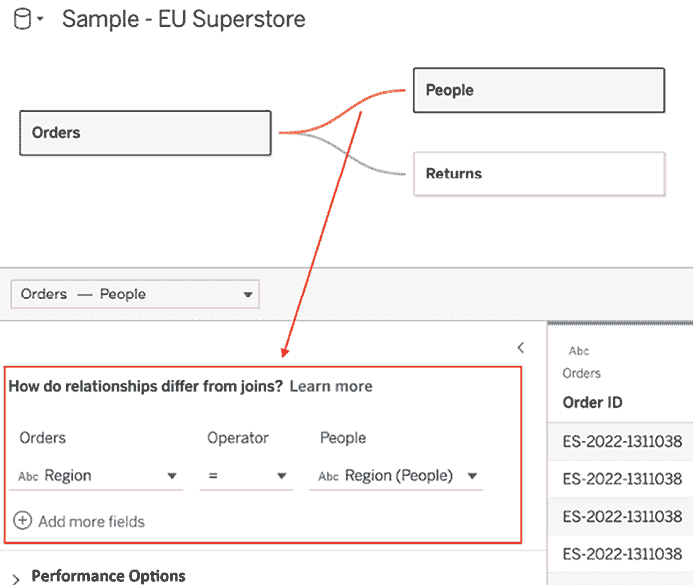 Sample - EU Superstore
People
Orders
Returns
Orders — People
How do relationships differ from joins? Learn more
Orders Operator People
Abc Region = Abc Region (People)
Add more fields
Performance Options
Abc
Orders
Order ID
ES-2022-1311038
ES-2022-1311038
ES-2022-1311038
ES-2022-1311038